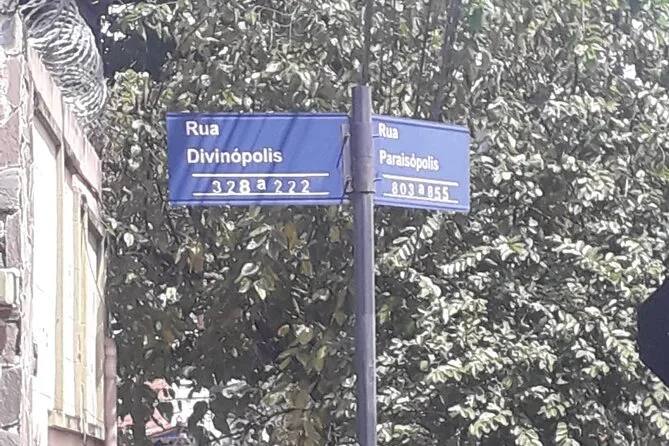 Rua
Divinópolis
328 a 222
Rua
Paraisópolis
803 a 855